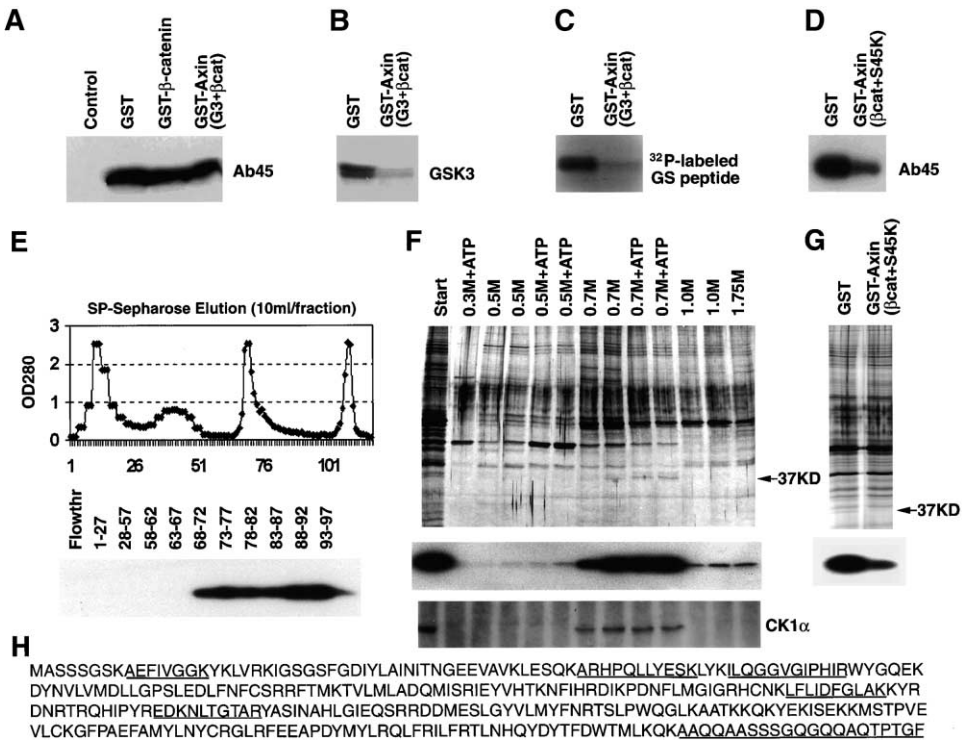 A
Control
GST
GST-β-catenin
GST-Axin
(G3+βcat)
Ab45
B
GST
GST-Axin
(G3+βcat)
GSK3
C
GST
GST-Axin
(G3+βcat)
32P-labeled
GS peptide
D
GST
GST-Axin
(βcat+S45K)
Ab45
E
SP-Sepharose Elution (10ml/fraction)
OD280
3
2
1
0
1 26 51 76 101
Flowthr
1-27
28-57
58-62
63-67
68-72
73-77
78-82
83-87
88-92
93-97
F
Start
0.3M+ATP
0.5M
0.5M
0.5M+ATP
0.5M+ATP
0.7M
0.7M
0.7M+ATP
0.7M+ATP
1.0M
1.0M
1.75M
37KD
CK1α
G
GST
GST-Axin
(βcat+S45K)
37KD
H
MASSSGSKAEFIVGGKYKLVRKIGSGSFGDIYLAINITNGEEVAVKLESQKARHPQLLYESKLYKILQGGVGIPHIRWYGQEK
DYNVLVMDLLGPSLEDLFNFCSRRFTMKTVLMLADQMISRIEYVHTKNFIHRDIKPDNFLMGIGRHCNKLFLIDFGLAKKYR
DNRTRQHIPYREDKNLTGTARYASINAHLGIEQSRRDDMESLGYVLMYFNRTSLPWQGLKAATKKQKYEKISEKKMSTPVE
VLCKGFPAEFAMYLNYCRGLRFEEAPDYMYLRQLFRILFRTLNHQYDYTFDWTMLKQKAAQQAASSSGQGQQAQTPTGF